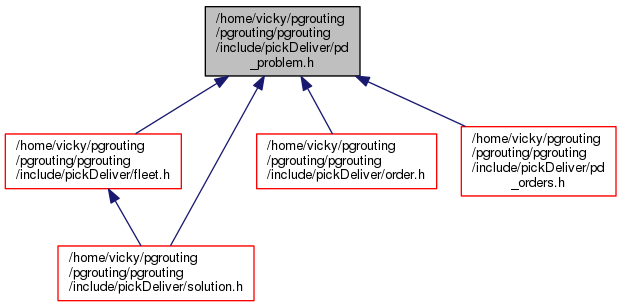 /home/vicky/pgrouting
/pgrouting/pgrouting
/include/pickDeliver/pd
_problem.h
/home/vicky/pgrouting
/pgrouting/pgrouting
/include/pickDeliver/fleet.h
/home/vicky/pgrouting
/pgrouting/pgrouting
/include/pickDeliver/order.h
/home/vicky/pgrouting
/pgrouting/pgrouting
/include/pickDeliver/pd
_orders.h
/home/vicky/pgrouting
/pgrouting/pgrouting
/include/pickDeliver/solution.h